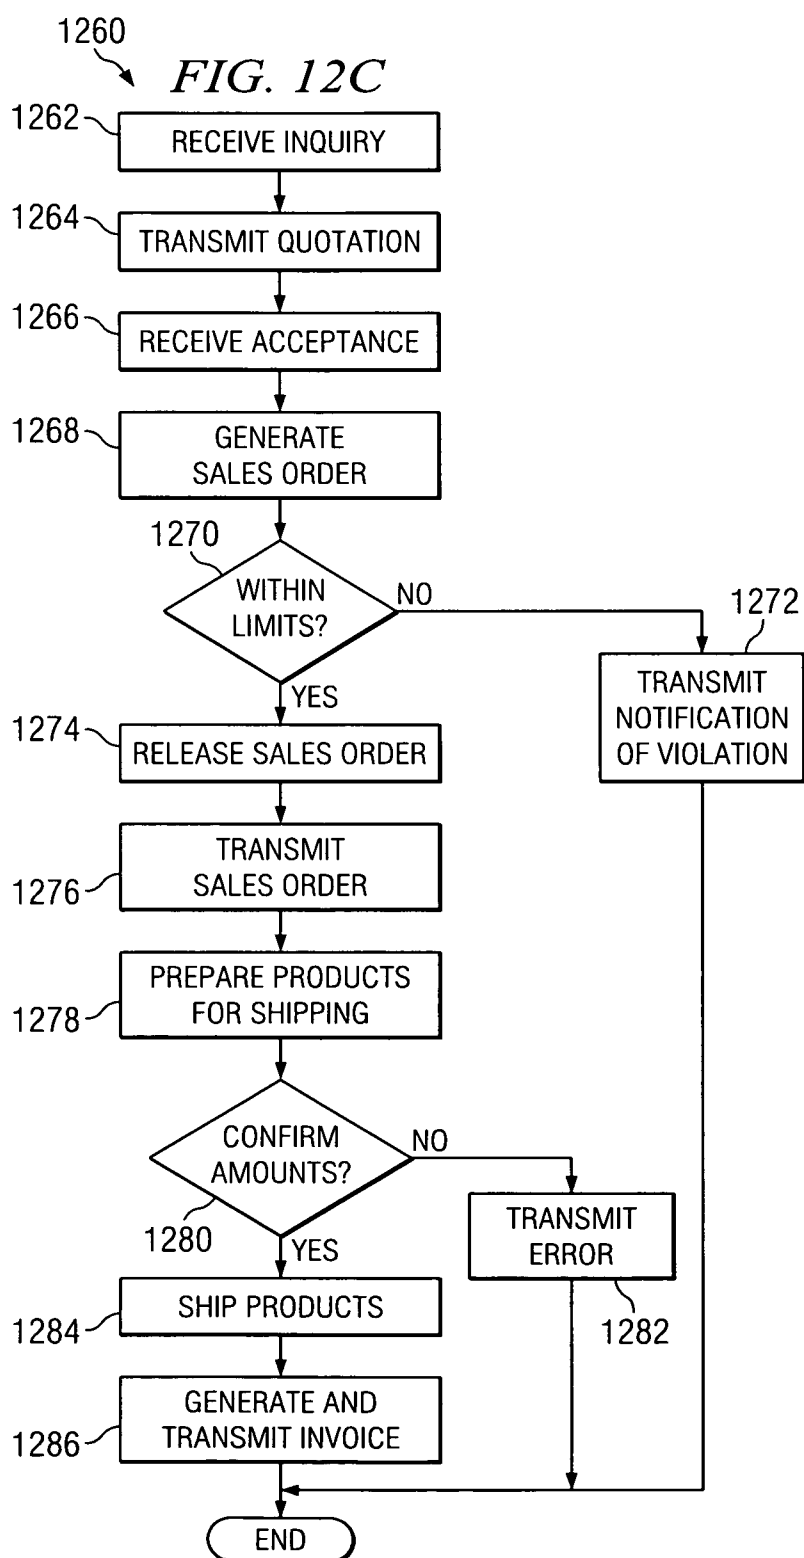 1260
FIG. 12C
1262
RECEIVE INQUIRY
1264
TRANSMIT QUOTATION
1266
RECEIVE ACCEPTANCE
1268
GENERATE
SALES ORDER
1270
WITHIN
LIMITS?
NO
1272
TRANSMIT
NOTIFICATION
OF VIOLATION
YES
1274
RELEASE SALES ORDER
1276
TRANSMIT
SALES ORDER
1278
PREPARE PRODUCTS
FOR SHIPPING
CONFIRM
AMOUNTS?
NO
1280
YES
TRANSMIT
ERROR
1282
1284
SHIP PRODUCTS
1286
GENERATE AND
TRANSMIT INVOICE
END